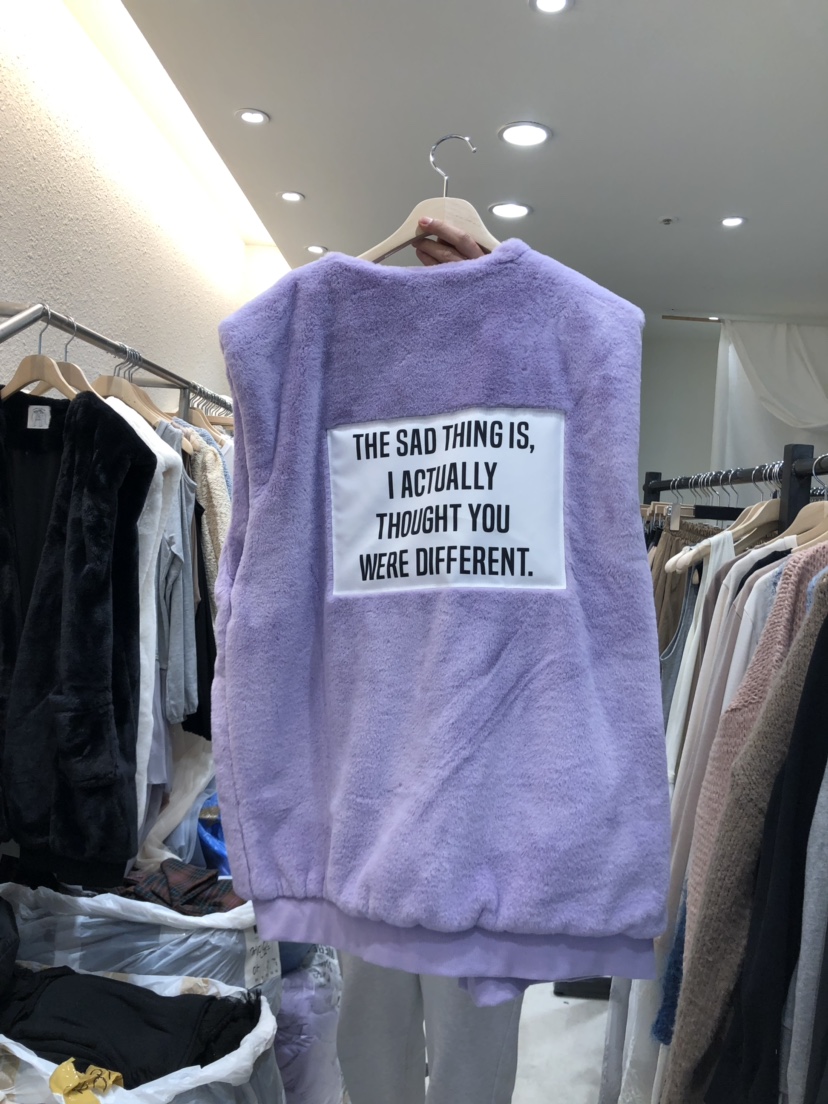 THE SAD THING IS,
I ACTUALLY
THOUGHT YOU
WERE DIFFERENT.